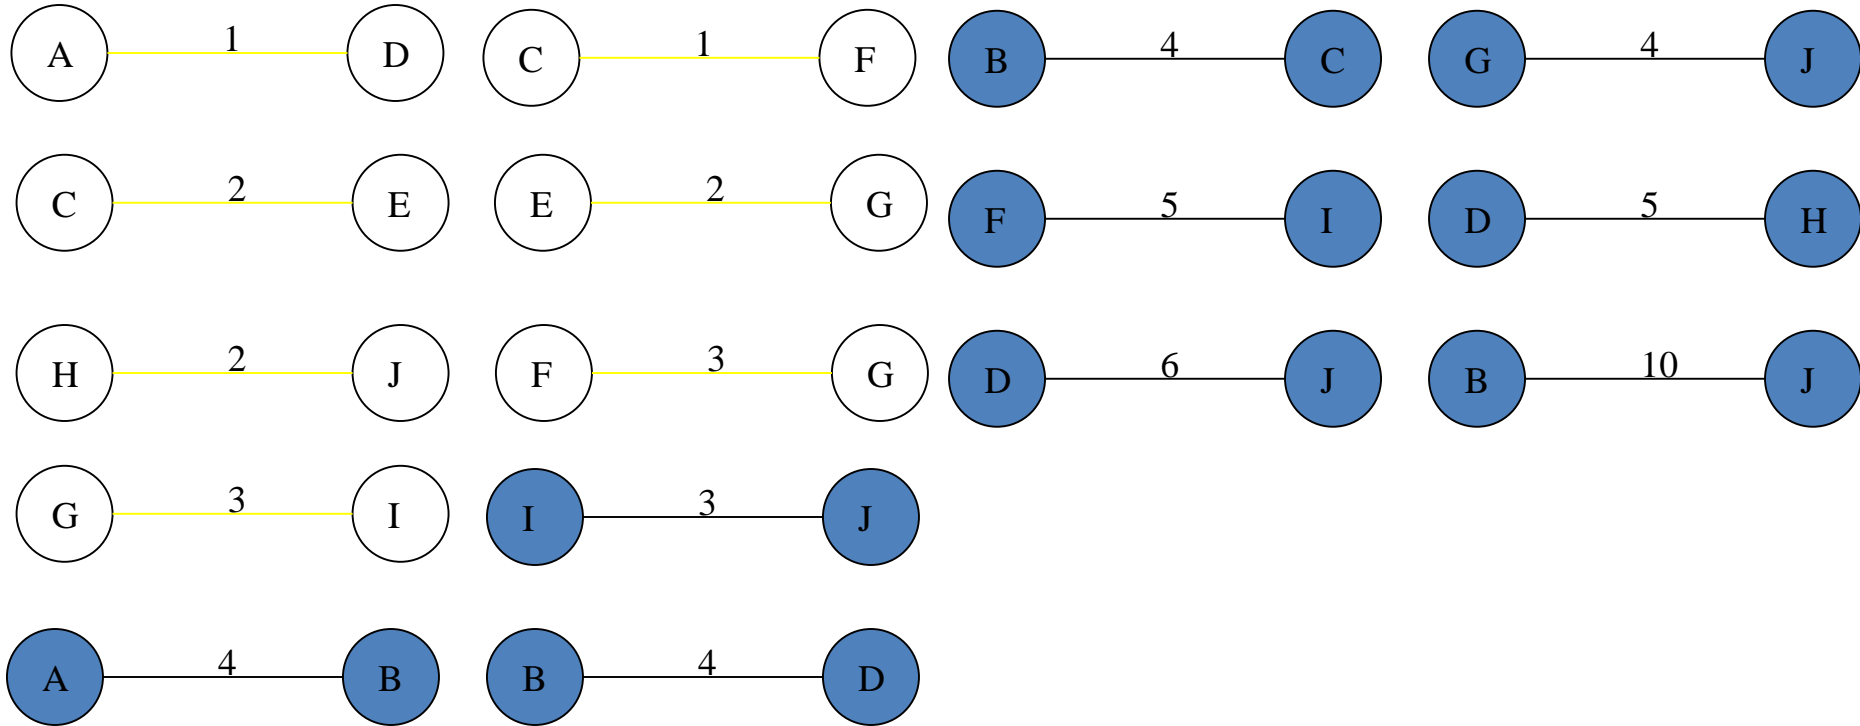 A 1 D
C 1 F
B 4 C
G 4 J
C 2 E
E 2 G
F 5 I
D 5 H
H 2 J
F 3 G
D 6 J
B 10 J
G 3 I
I 3 J
A 4 B
B 4 D